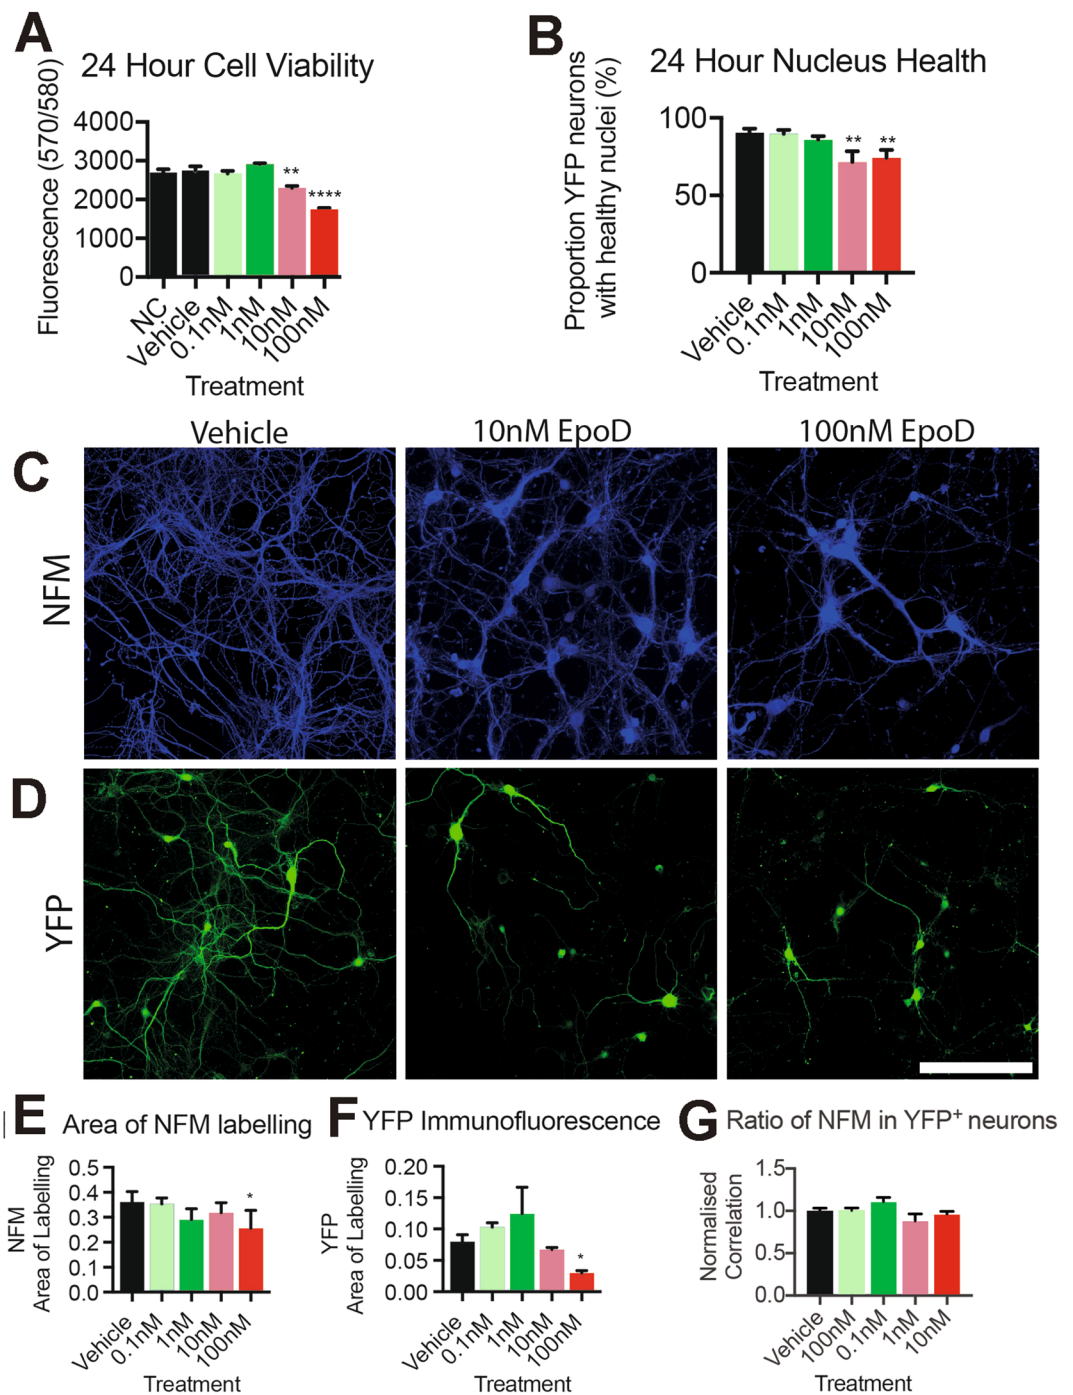 A
24 Hour Cell Viability
Fluorescence (570/580)
4000
3000
2000
1000
0
**
****
NC
Vehicle
0.1nM
1nM
10nM
100nM
Treatment
B
24 Hour Nucleus Health
Proportion YFP neurons
with healthy nuclei (%)
100
50
0
**
**
Vehicle
0.1nM
1nM
10nM
100nM
Treatment
Vehicle
10nM EpoD
100nM EpoD
C
NFM
D
YFP
E
Area of NFM labelling
NFM
Area of Labelling
0.5
0.4
0.3
0.2
0.1
0.0
*
Vehicle
0.1nM
1nM
10nM
100nM
Treatment
F
YFP Immunofluorescence
YFP
Area of Labelling
0.20
0.15
0.10
0.05
0.00
*
Vehicle
0.1nM
1nM
10nM
100nM
Treatment
G
Ratio of NFM in YFP⁺ neurons
Normalised
Correlation
1.5
1.0
0.5
0.0
Vehicle
100nM
0.1nM
1nM
10nM
Treatment